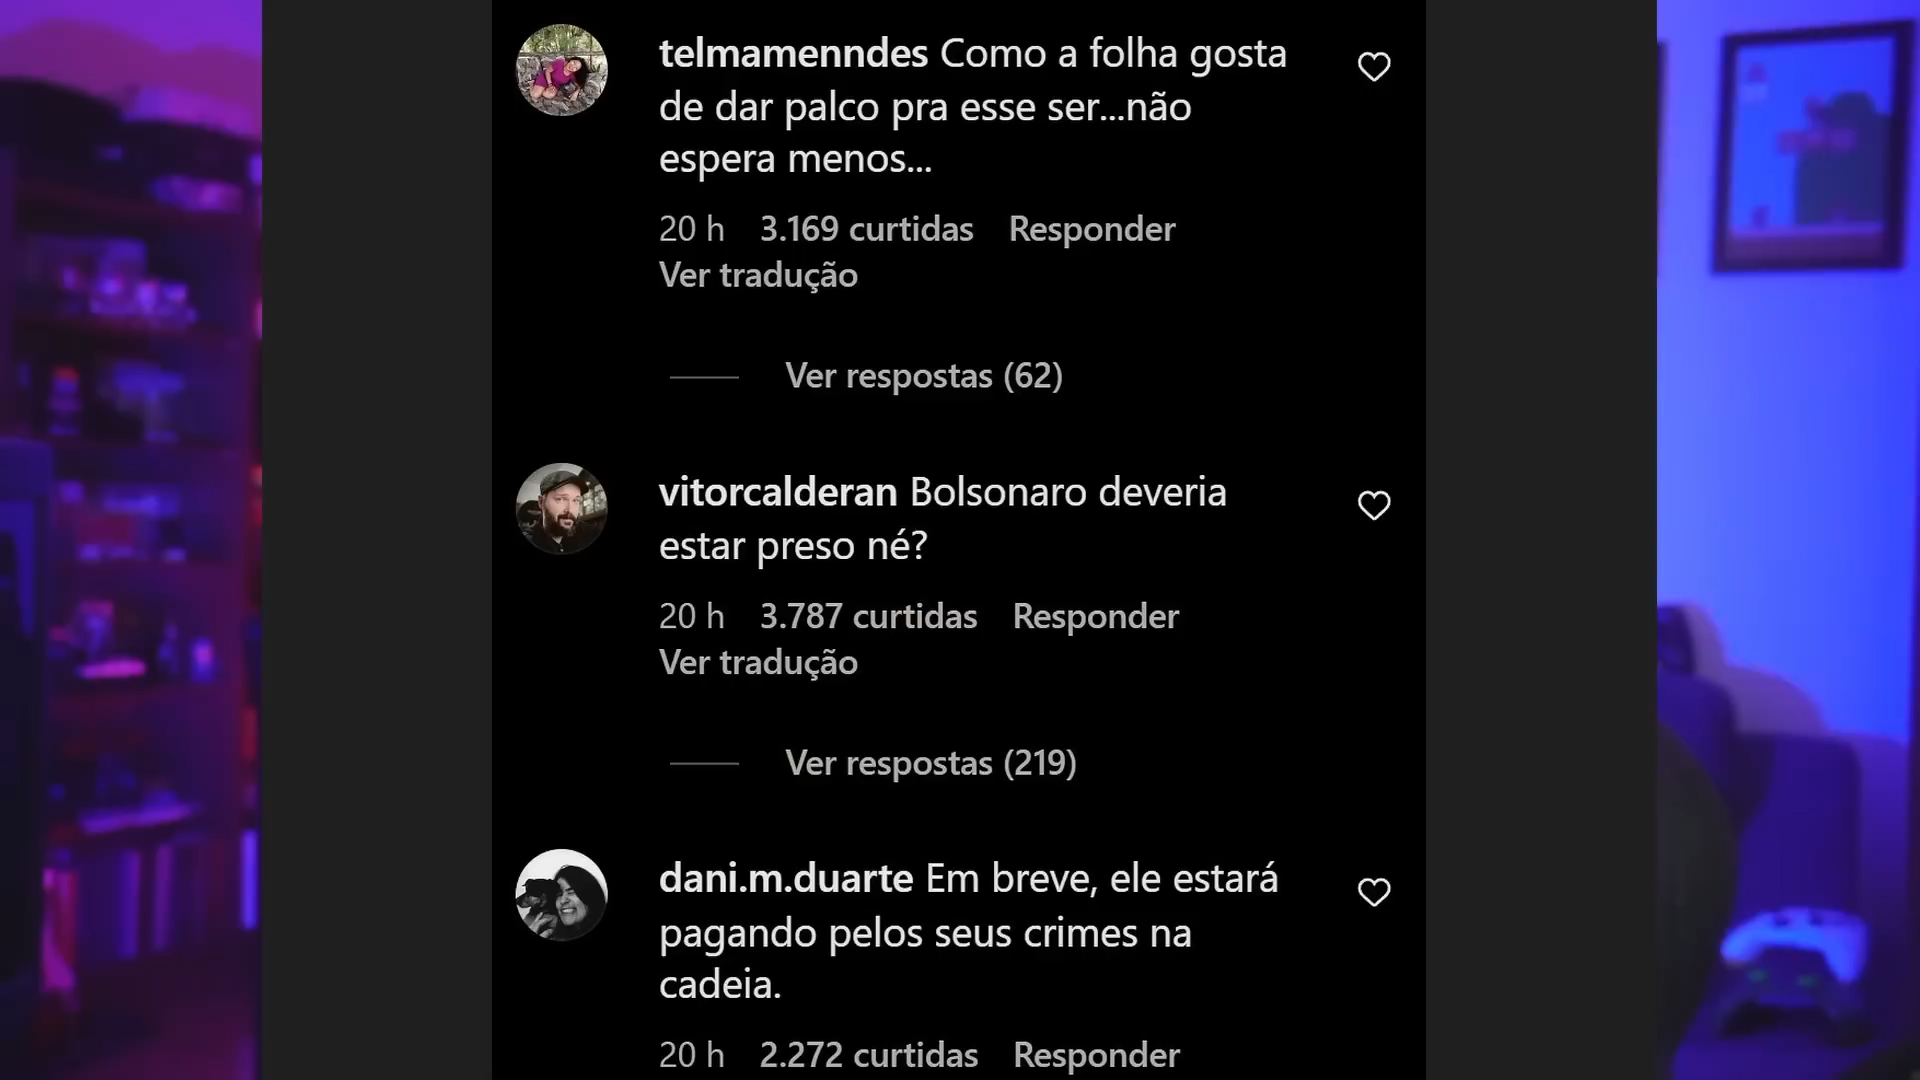 telmamenndes Como a folha gosta
de dar palco pra esse ser...não
espera menos...
20 h 3.169 curtidas Responder
Ver tradução
Ver respostas (62)
vitorcalderan Bolsonaro deveria
estar preso né?
20 h 3.787 curtidas Responder
Ver tradução
Ver respostas (219)
dani.m.duarte Em breve, ele estará
pagando pelos seus crimes na
cadeia.
20 h 2.272 curtidas Responder